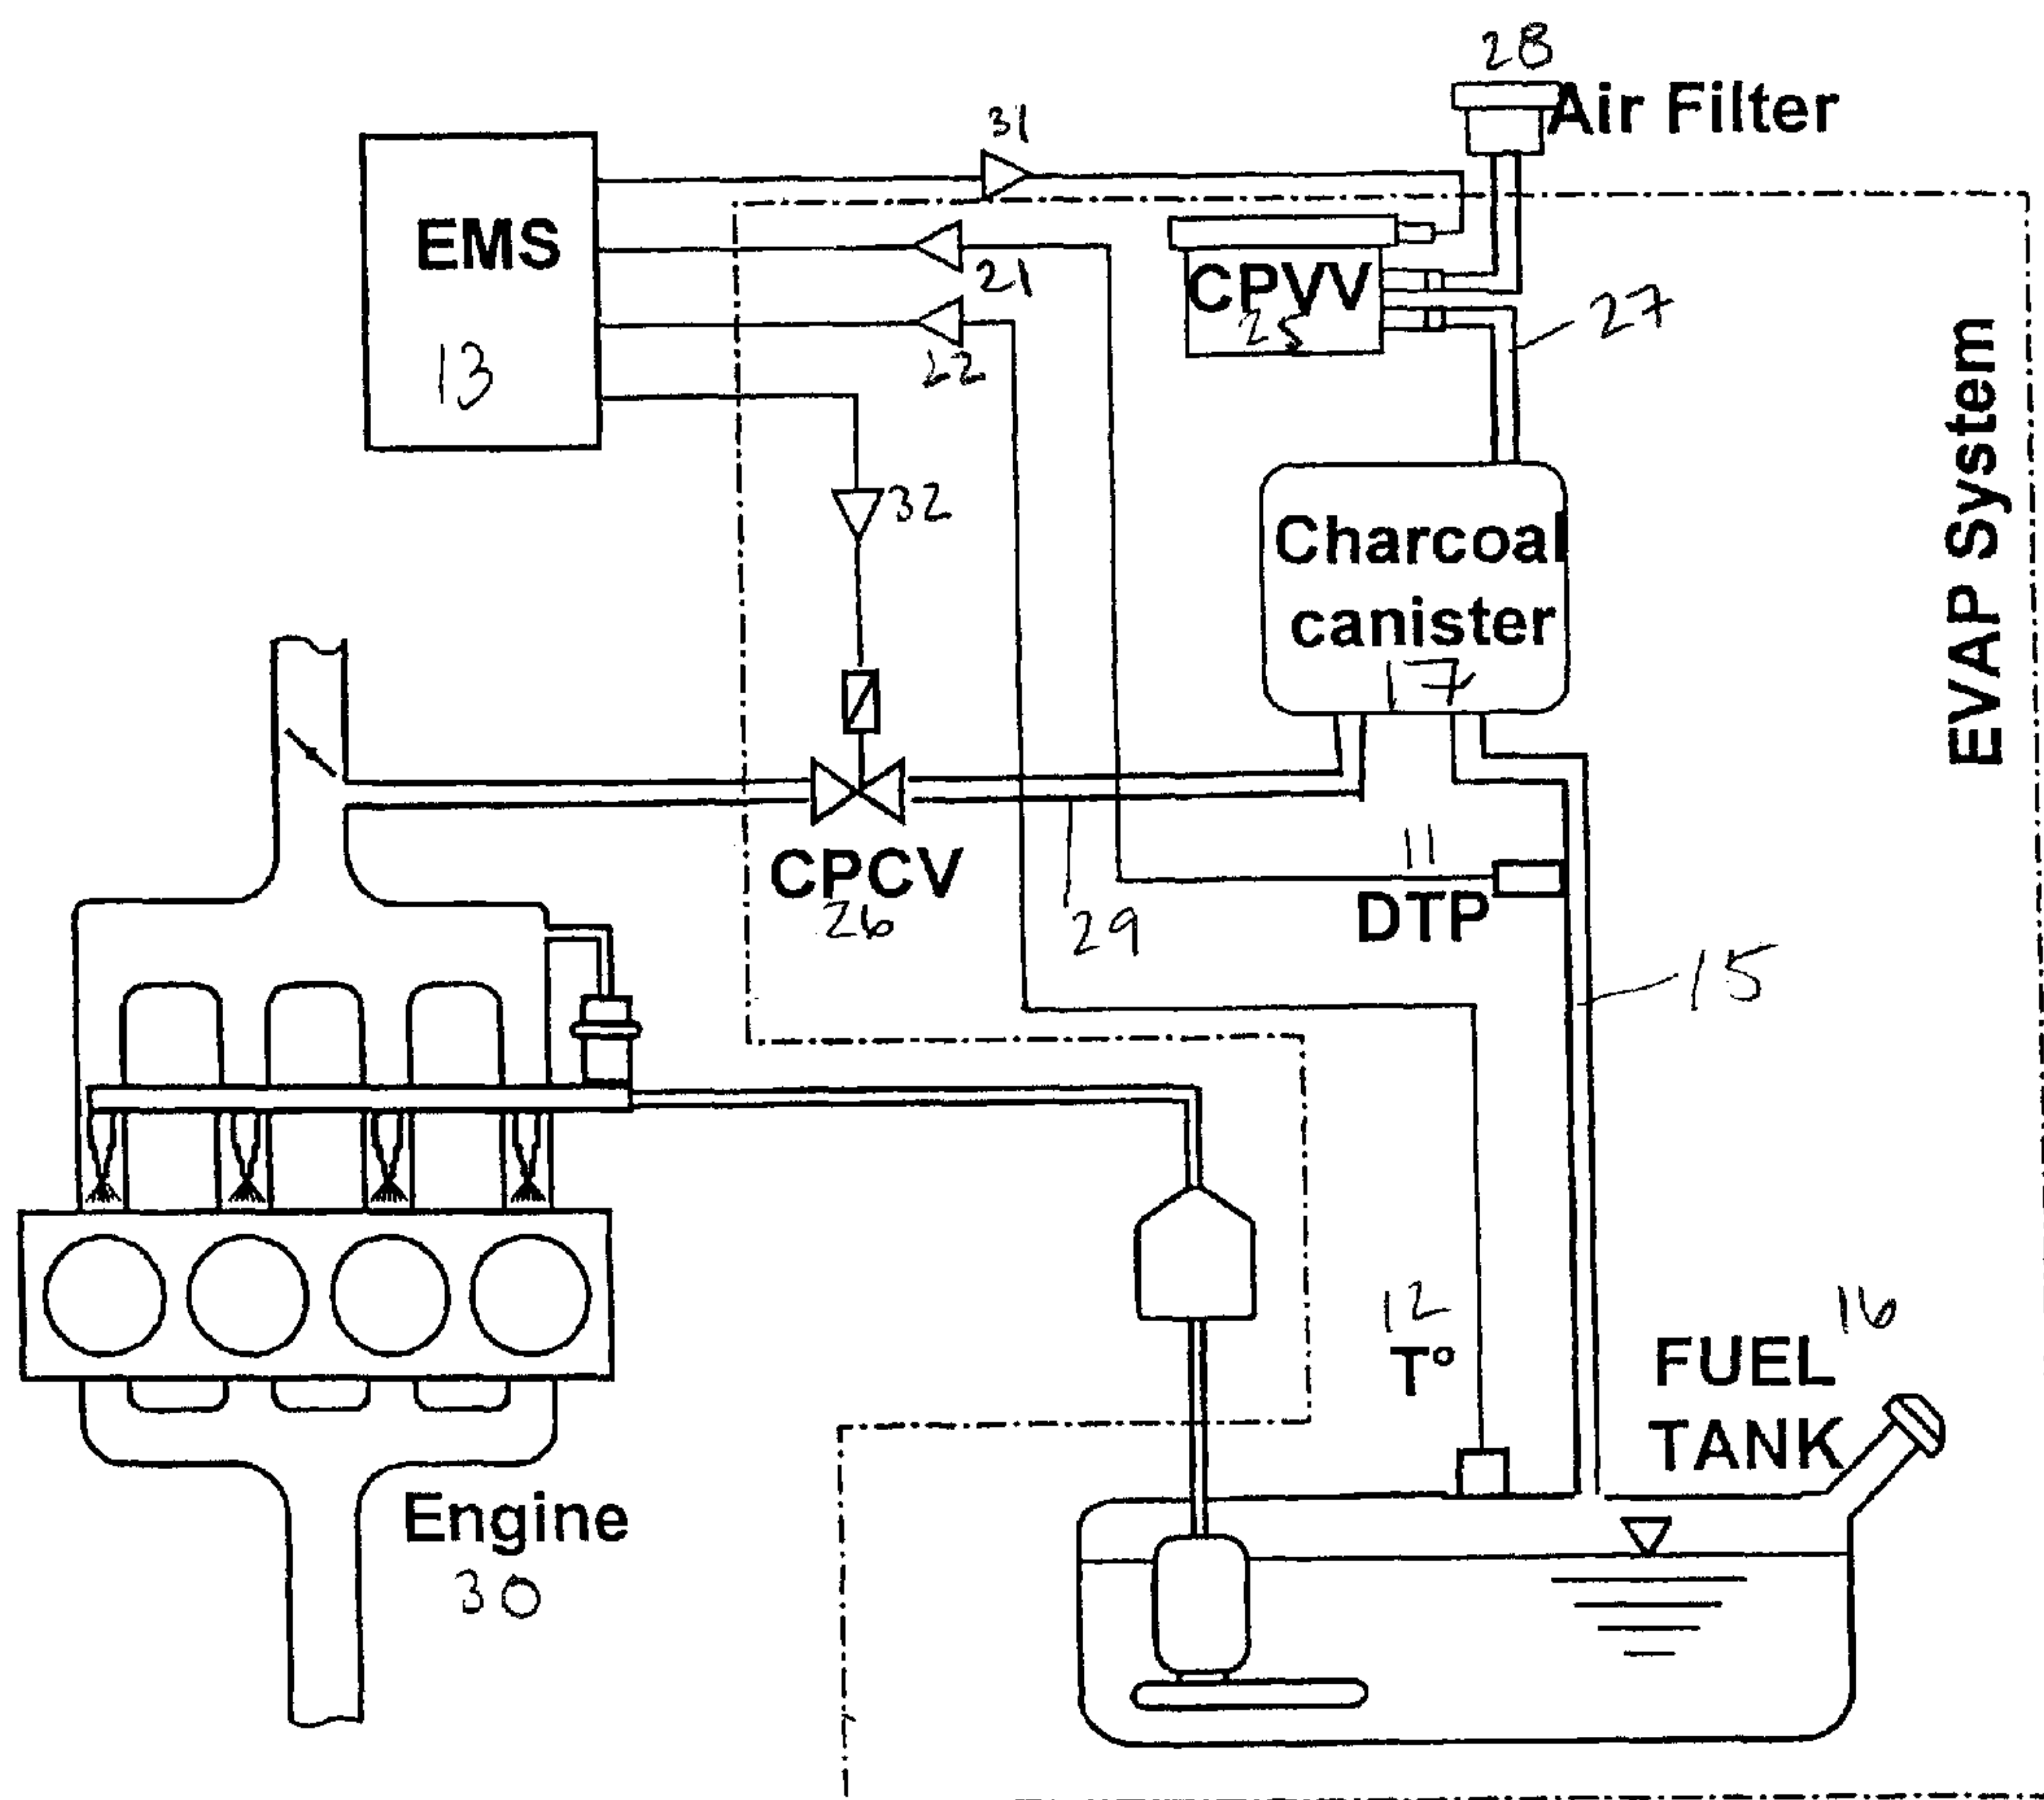 28
Air Filter
31
EMS
13
21
22
CPVV
25
27
EVAP System
32
Charcoal
canister
17
CPCV
26
29
11
DTP
15
12
T°
16
FUEL
TANK
Engine
30